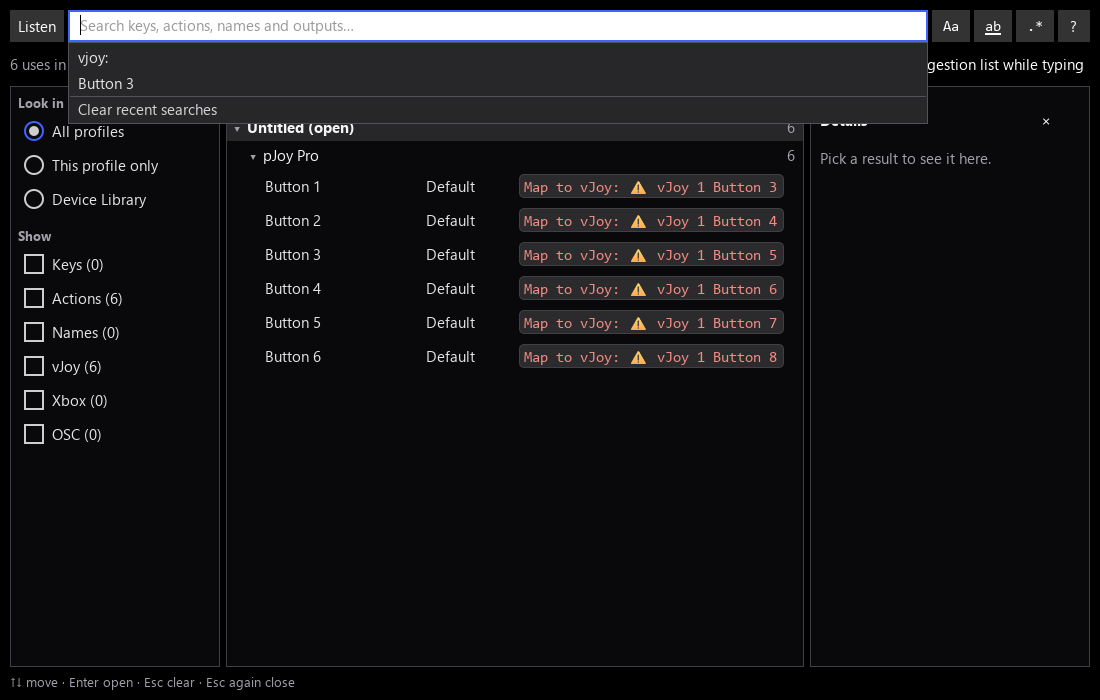 Listen
Search keys, actions, names and outputs...
Aa
ab
.*
?
vjoy:
Button 3
Clear recent searches
6 uses in
gestion list while typing
Look in
All profiles
This profile only
Device Library
Show
Keys (0)
Actions (6)
Names (0)
vJoy (6)
Xbox (0)
OSC (0)
Untitled (open) 6
pJoy Pro 6
Button 1 Default Map to vJoy: ⚠ vJoy 1 Button 3
Button 2 Default Map to vJoy: ⚠ vJoy 1 Button 4
Button 3 Default Map to vJoy: ⚠ vJoy 1 Button 5
Button 4 Default Map to vJoy: ⚠ vJoy 1 Button 6
Button 5 Default Map to vJoy: ⚠ vJoy 1 Button 7
Button 6 Default Map to vJoy: ⚠ vJoy 1 Button 8
Details ×
Pick a result to see it here.
↑↓ move · Enter open · Esc clear · Esc again close